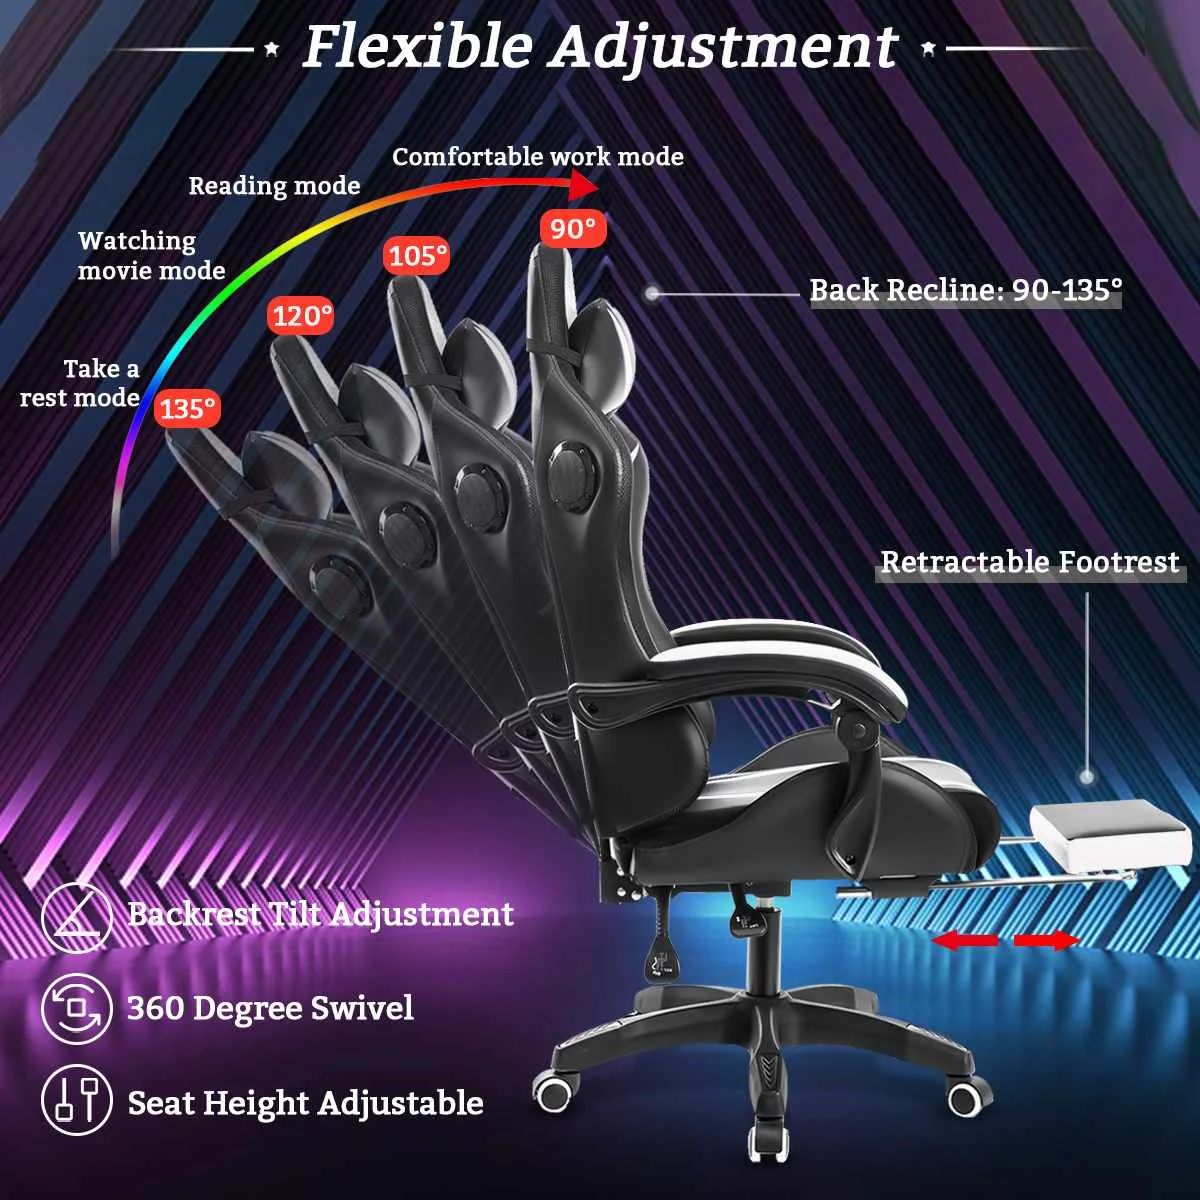 Flexible Adjustment
Comfortable work mode
Reading mode
Watching
movie mode
Take a
rest mode
90°
105°
120°
135°
Back Recline: 90-135°
Retractable Footrest
Backrest Tilt Adjustment
360 Degree Swivel
Seat Height Adjustable